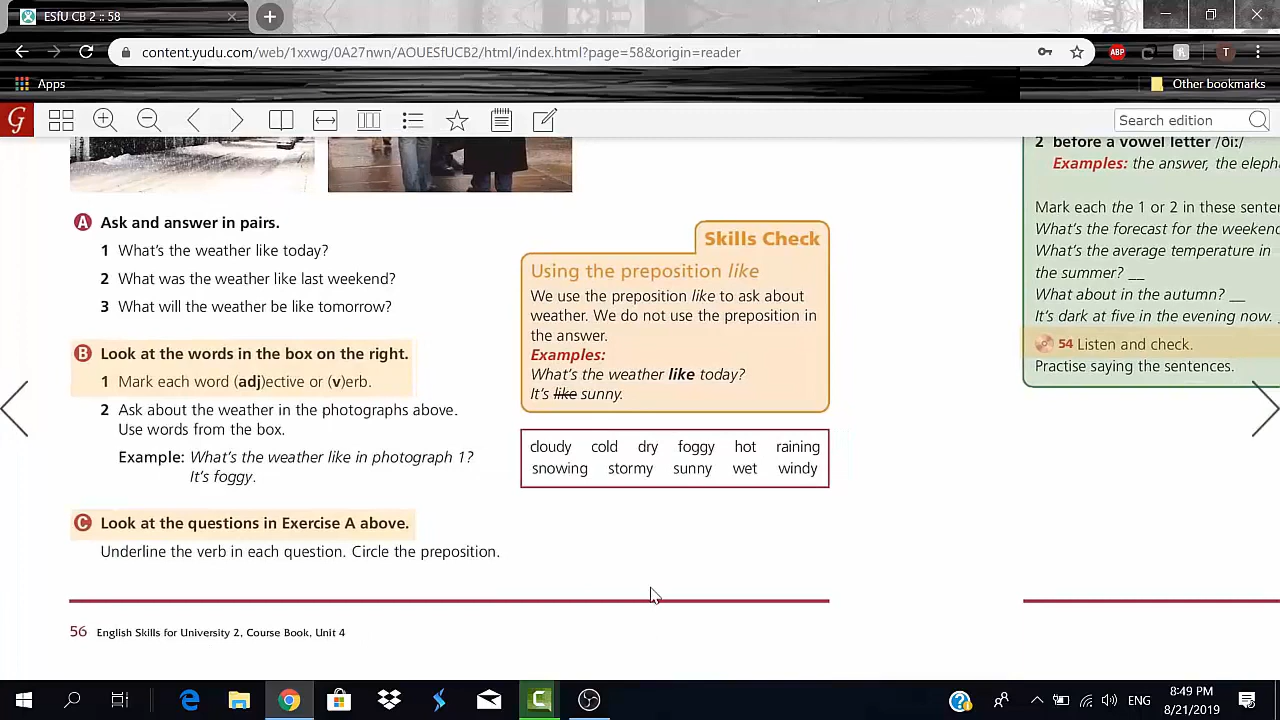 ESfU CB 2 :: 58
content.yudu.com/web/1xxwg/0A27nwn/AOUESfUCB2/html/index.html?page=58&origin=reader
ABP
T
Apps
Other bookmarks
G
Search edition
A Ask and answer in pairs.
1 What's the weather like today?
2 What was the weather like last weekend?
3 What will the weather be like tomorrow?
B Look at the words in the box on the right.
1 Mark each word (adj)ective or (v)erb.
2 Ask about the weather in the photographs above.
Use words from the box.
Example: What's the weather like in photograph 1?
It's foggy.
C Look at the questions in Exercise A above.
Underline the verb in each question. Circle the preposition.
Skills Check
Using the preposition like
We use the preposition like to ask about
weather. We do not use the preposition in
the answer.
Examples:
What's the weather like today?
It's like sunny.
cloudy cold dry foggy hot raining
snowing stormy sunny wet windy
56 English Skills for University 2, Course Book, Unit 4
2 before a vowel letter /ði:/
Examples: the answer, the eleph
Mark each the 1 or 2 in these senten
What's the forecast for the weekend
What's the average temperature in
the summer? __
What about in the autumn? __
It's dark at five in the evening now.
54 Listen and check.
Practise saying the sentences.
ENG
8:49 PM
8/21/2019